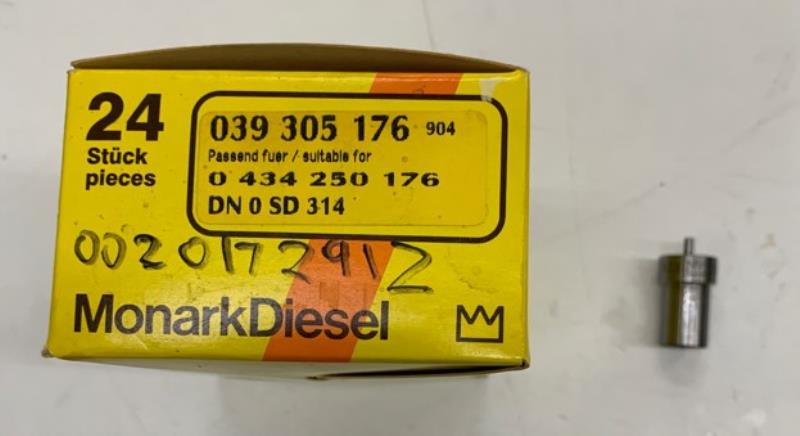 24
Stück
pieces
039 305 176 904
Passend fuer / suitable for
0 434 250 176
DN 0 SD 314
0020172912
MonarkDiesel